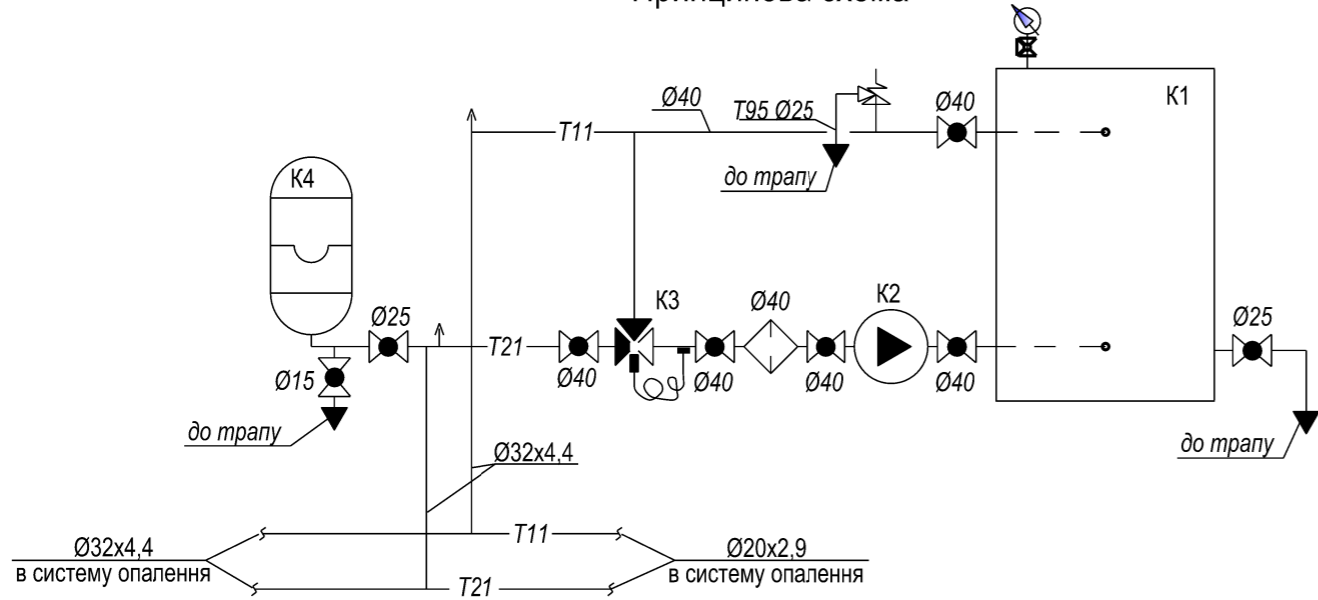 Принципова схема
К1
Ø40
Т95 Ø25
Ø40
Т11
до трапу
К4
К3
Ø40
К2
Ø25
Т21
Ø25
Ø15
Ø40
Ø40
Ø40
Ø40
до трапу
до трапу
Ø32х4,4
Т11
Ø32х4,4
в систему опалення
Ø20х2,9
в систему опалення
Т21